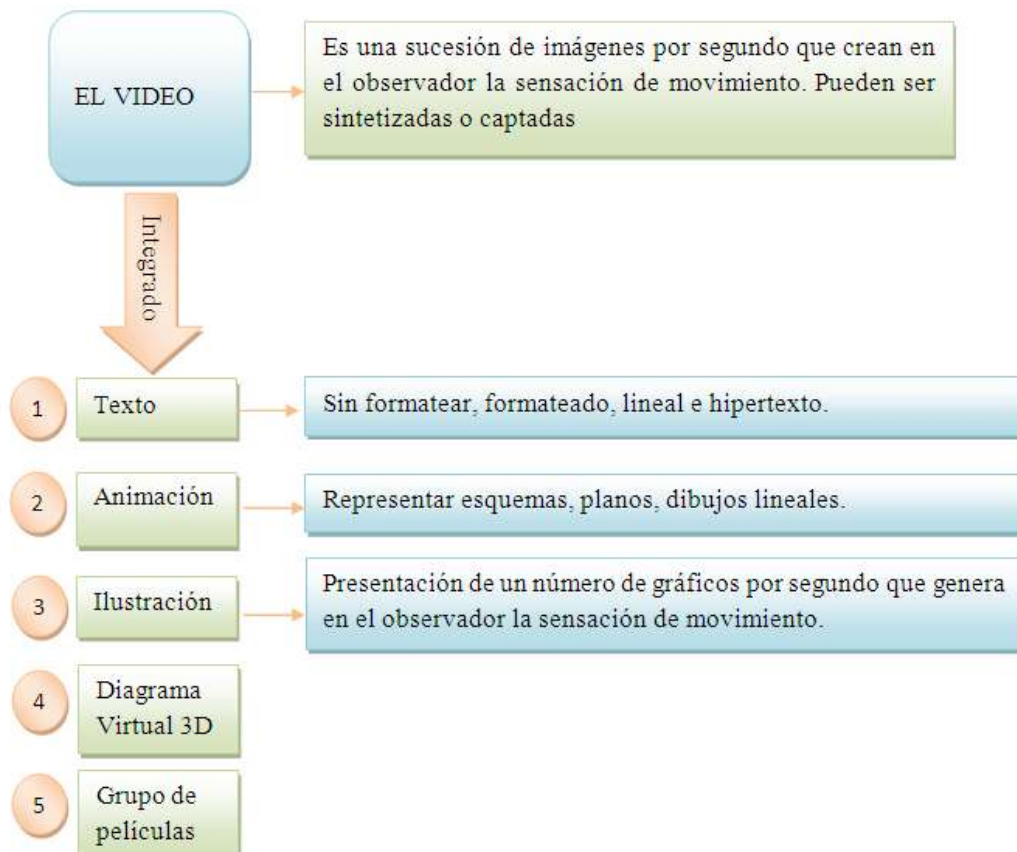 EL VIDEO
Es una sucesión de imágenes por segundo que crean en
el observador la sensación de movimiento. Pueden ser
sintetizadas o captadas
Integrado
1
Texto
Sin formatear, formateado, lineal e hipertexto.
2
Animación
Representar esquemas, planos, dibujos lineales.
3
Ilustración
Presentación de un número de gráficos por segundo que genera
en el observador la sensación de movimiento.
4
Diagrama
Virtual 3D
5
Grupo de
películas